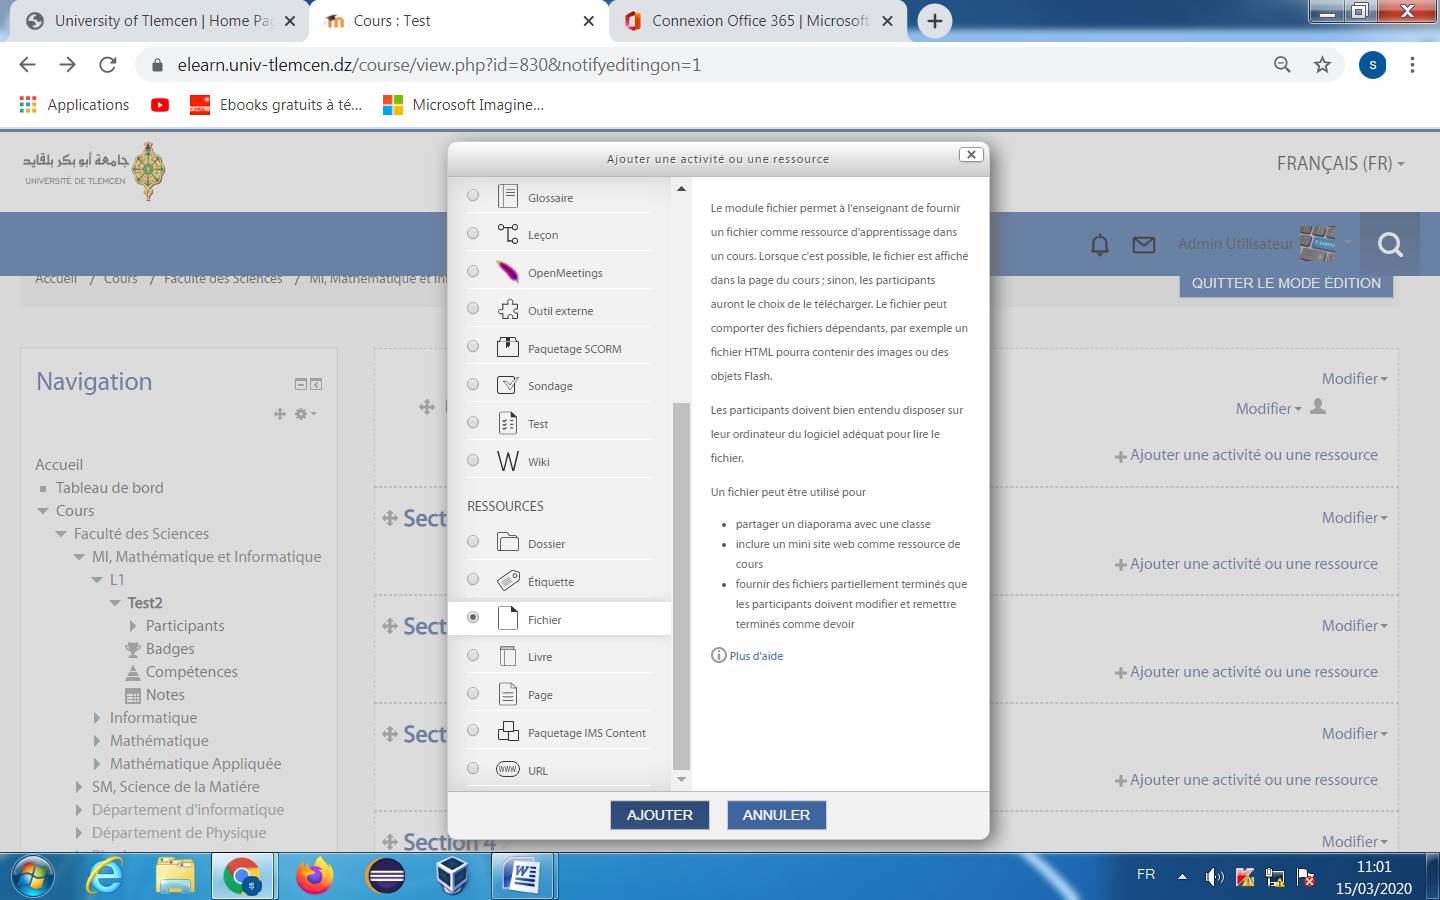 University of Tlemcen | Home Pag
Cours : Test
Connexion Office 365 | Microsoft
elearn.univ-tlemcen.dz/course/view.php?id=830&notifyeditingon=1
s
Applications
Ebooks gratuits à té...
Microsoft Imagine...
جامعة أبو بكر بلقايد
UNIVERSITÉ DE TLEMCEN
FRANÇAIS (FR)
Admin Utilisateur
Accueil / Cours / Faculté des Sciences / MI, Mathématique et In
QUITTER LE MODE ÉDITION
Navigation
Accueil
Tableau de bord
Cours
Faculté des Sciences
MI, Mathématique et Informatique
L1
Test2
Participants
Badges
Compétences
Notes
Informatique
Mathématique
Mathématique Appliquée
SM, Science de la Matiére
Département d'informatique
Département de Physique
Ajouter une activité ou une ressource
Glossaire
Leçon
OpenMeetings
Outil externe
Paquetage SCORM
Sondage
Test
Wiki
RESSOURCES
Dossier
Étiquette
Fichier
Livre
Page
Paquetage IMS Content
www.
URL
Le module fichier permet à l'enseignant de fournir
un fichier comme ressource d'apprentissage dans
un cours. Lorsque c'est possible, le fichier est affiché
dans la page du cours ; sinon, les participants
auront le choix de le télécharger. Le fichier peut
comporter des fichiers dépendants, par exemple un
fichier HTML pourra contenir des images ou des
objets Flash.
Les participants doivent bien entendu disposer sur
leur ordinateur du logiciel adéquat pour lire le
fichier.
Un fichier peut être utilisé pour
partager un diaporama avec une classe
inclure un mini site web comme ressource de
cours
fournir des fichiers partiellement terminés que
les participants doivent modifier et remettre
terminés comme devoir
Plus d'aide
AJOUTER
ANNULER
Modifier
Modifier
Ajouter une activité ou une ressource
Sect
Modifier
Ajouter une activité ou une ressource
Sect
Modifier
Ajouter une activité ou une ressource
Sect
Modifier
Ajouter une activité ou une ressource
Section 4
Modifier
FR
11:01
15/03/2020